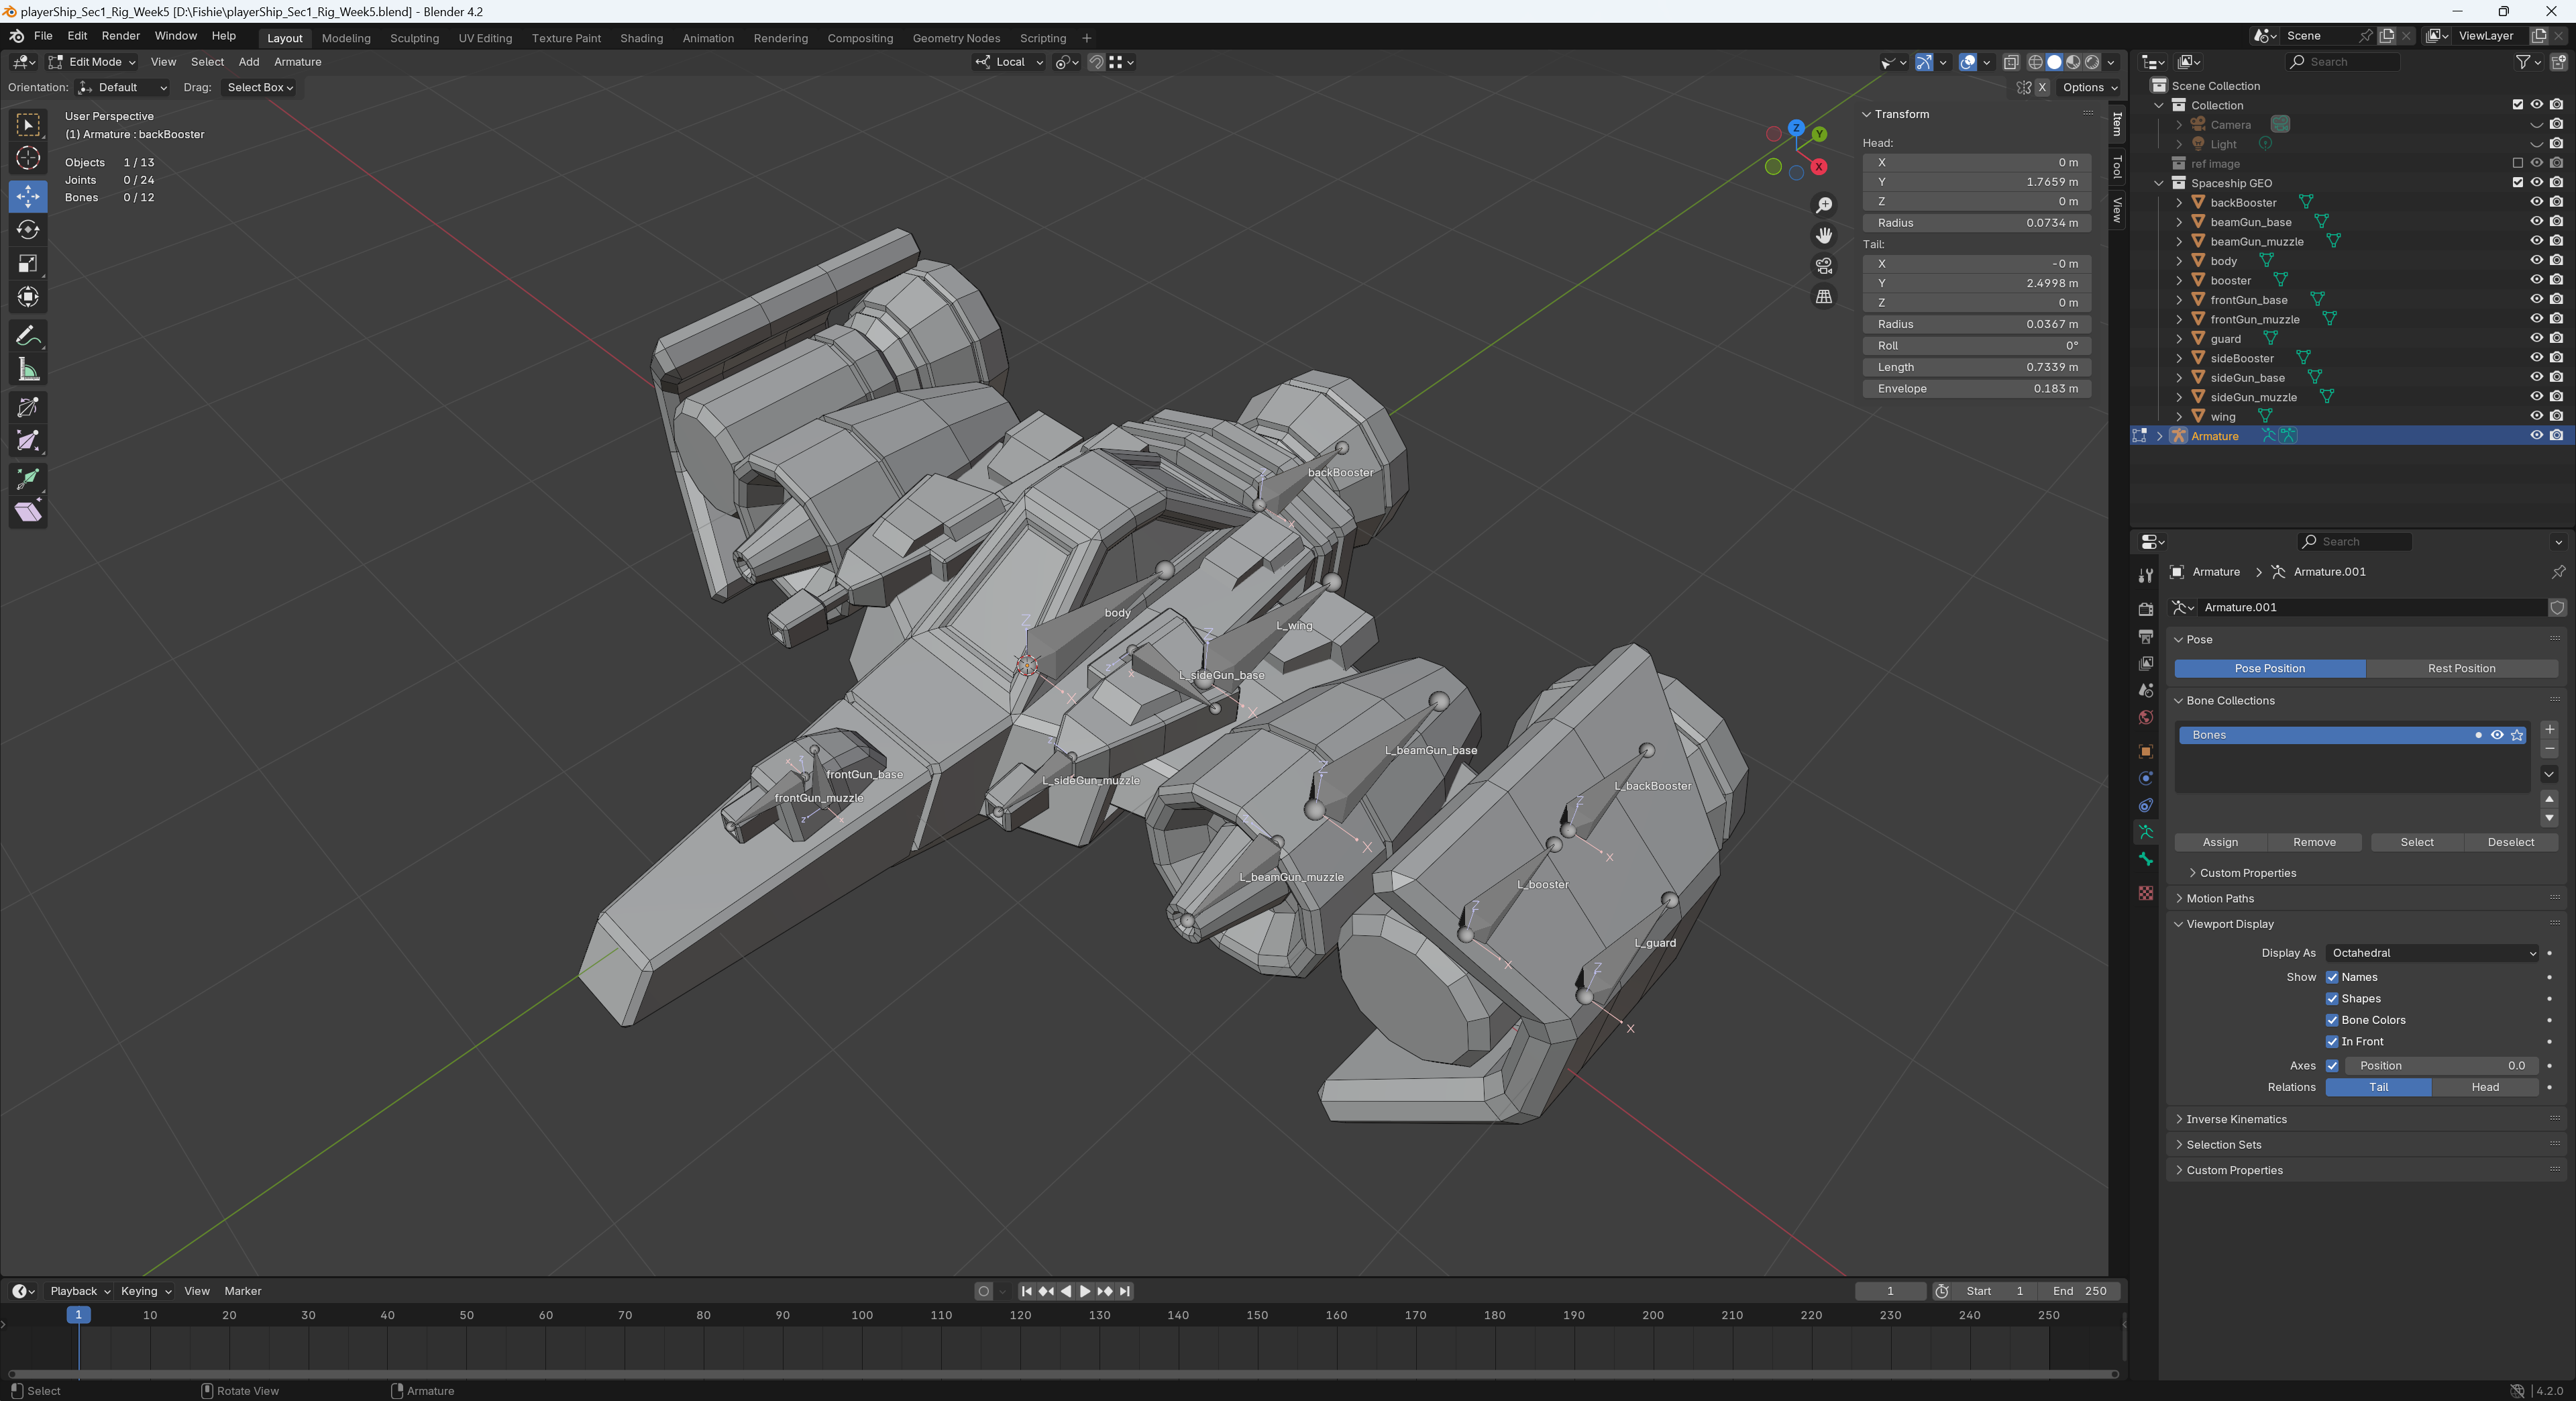 playerShip_Sec1_Rig_Week5 [D:\Fishie\playerShip_Sec1_Rig_Week5.blend] - Blender 4.2
File Edit Render Window Help Layout Modeling Sculpting UV Editing Texture Paint Shading Animation Rendering Compositing Geometry Nodes Scripting + Scene ViewLayer
Edit Mode View Select Add Armature Local
Orientation: Default Drag: Select Box X Options
User Perspective
(1) Armature : backBooster
Objects 1 / 13
Joints 0 / 24
Bones 0 / 12
Z
Y
X
backBooster
body
L_wing
L_sideGun_base
L_sideGun_muzzle
frontGun_base
frontGun_muzzle
L_beamGun_base
L_beamGun_muzzle
L_backBooster
L_booster
L_guard
Transform
Head:
X 0 m
Y 1.7659 m
Z 0 m
Radius 0.0734 m
Tail:
X -0 m
Y 2.4998 m
Z 0 m
Radius 0.0367 m
Roll 0°
Length 0.7339 m
Envelope 0.183 m
Item
Tool
View
Search
Scene Collection
Collection
Camera
Light
ref image
Spaceship GEO
backBooster
beamGun_base
beamGun_muzzle
body
booster
frontGun_base
frontGun_muzzle
guard
sideBooster
sideGun_base
sideGun_muzzle
wing
Armature
Search
Armature > Armature.001
Armature.001
Pose
Pose Position Rest Position
Bone Collections
Bones
Assign Remove Select Deselect
Custom Properties
Motion Paths
Viewport Display
Display As Octahedral
Show Names
Shapes
Bone Colors
In Front
Axes Position 0.0
Relations Tail Head
Inverse Kinematics
Selection Sets
Custom Properties
Playback Keying View Marker 1 Start 1 End 250
1 10 20 30 40 50 60 70 80 90 100 110 120 130 140 150 160 170 180 190 200 210 220 230 240 250
Select Rotate View Armature 4.2.0